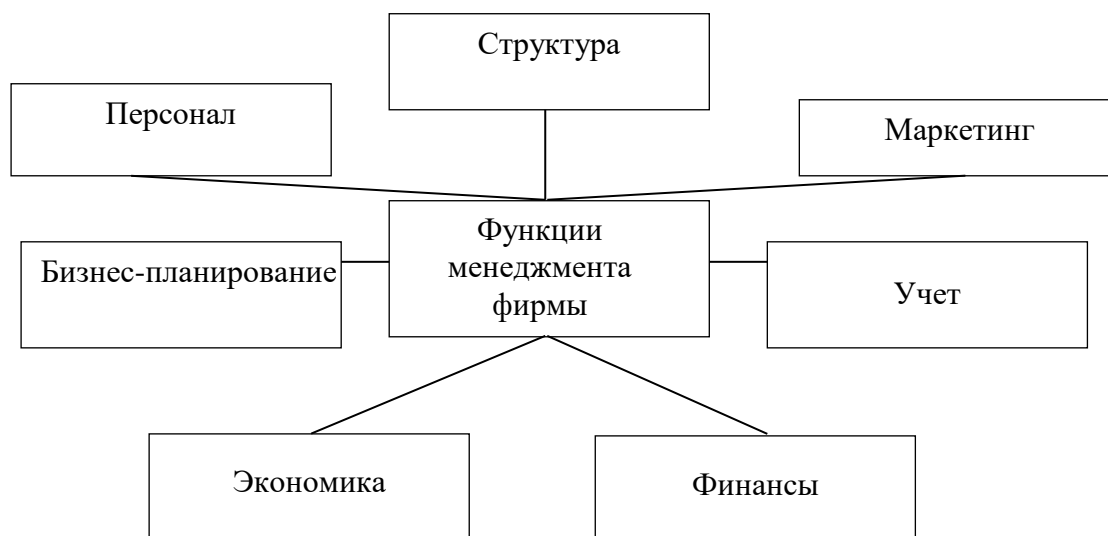 Структура
Персонал
Маркетинг
Функции
менеджмента
фирмы
Бизнес-планирование
Учет
Экономика
Финансы